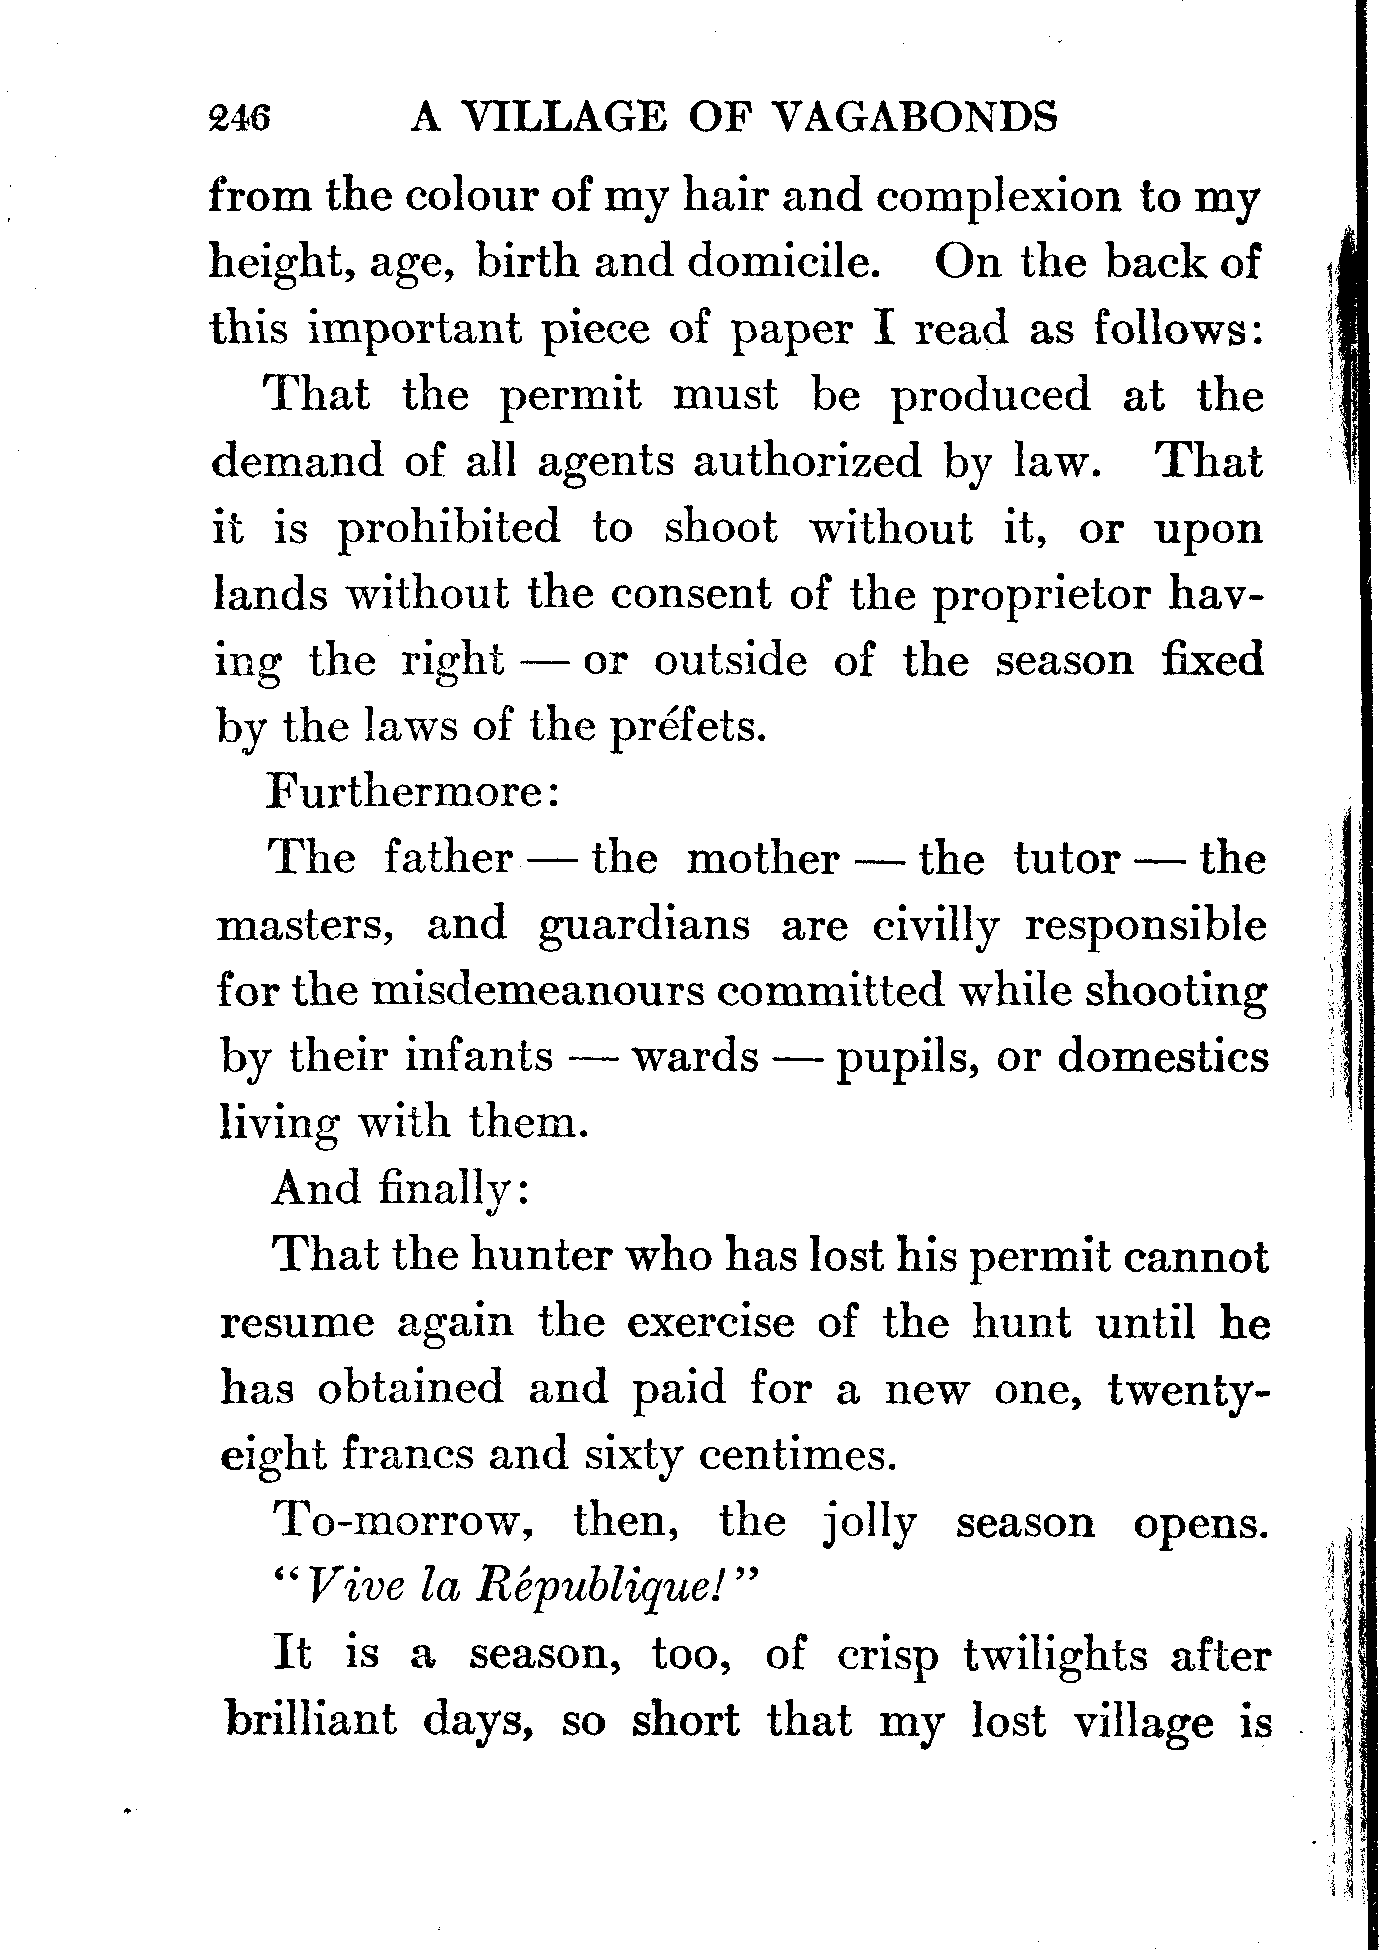 246 A VILLAGE OF VAGABONDS
from the colour of my hair and complexion to my
height, age, birth and domicile. On the back of
this important piece of paper I read as follows:
That the permit must be produced at the
demand of all agents authorized by law. That
it is prohibited to shoot without it, or upon
lands without the consent of the proprietor hav-
ing the right — or outside of the season fixed
by the laws of the préfets.
Furthermore:
The father — the mother — the tutor — the
masters, and guardians are civilly responsible
for the misdemeanours committed while shooting
by their infants — wards — pupils, or domestics
living with them.
And finally:
That the hunter who has lost his permit cannot
resume again the exercise of the hunt until he
has obtained and paid for a new one, twenty-
eight francs and sixty centimes.
To-morrow, then, the jolly season opens.
“Vive la République!”
It is a season, too, of crisp twilights after
brilliant days, so short that my lost village is